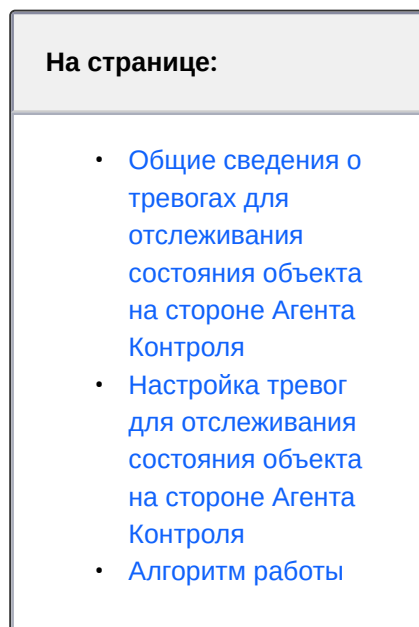 На странице:
• Общие сведения о
тревогах для
отслеживания
состояния объекта
на стороне Агента
Контроля
• Настройка тревог
для отслеживания
состояния объекта
на стороне Агента
Контроля
• Алгоритм работы